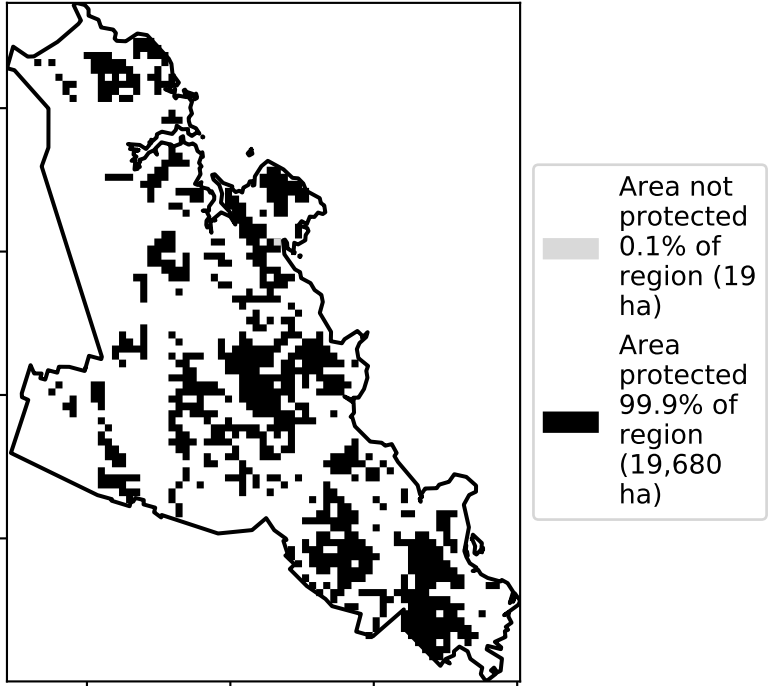 Area not
protected
0.1% of
region (19
ha)
Area
protected
99.9% of
region
(19,680
ha)